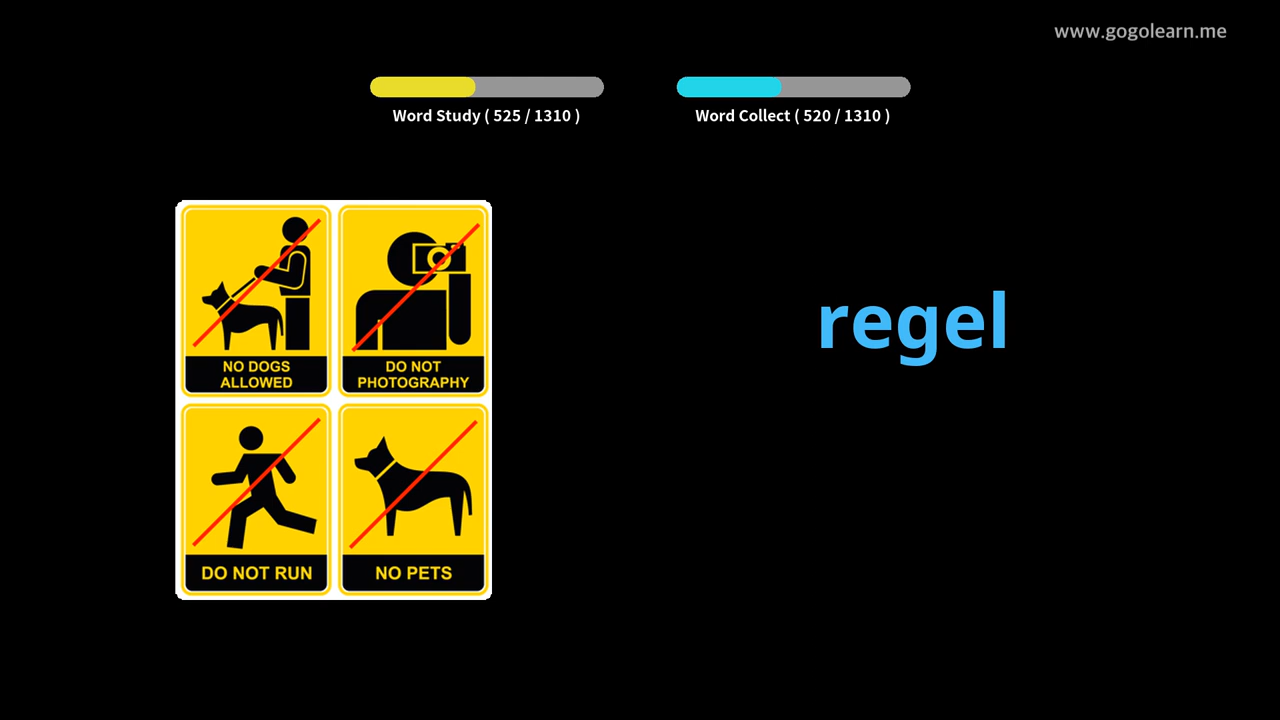 www.gogolearn.me
Word Study ( 525 / 1310 )
Word Collect ( 520 / 1310 )
NO DOGS
ALLOWED
DO NOT
PHOTOGRAPHY
DO NOT RUN
NO PETS
regel